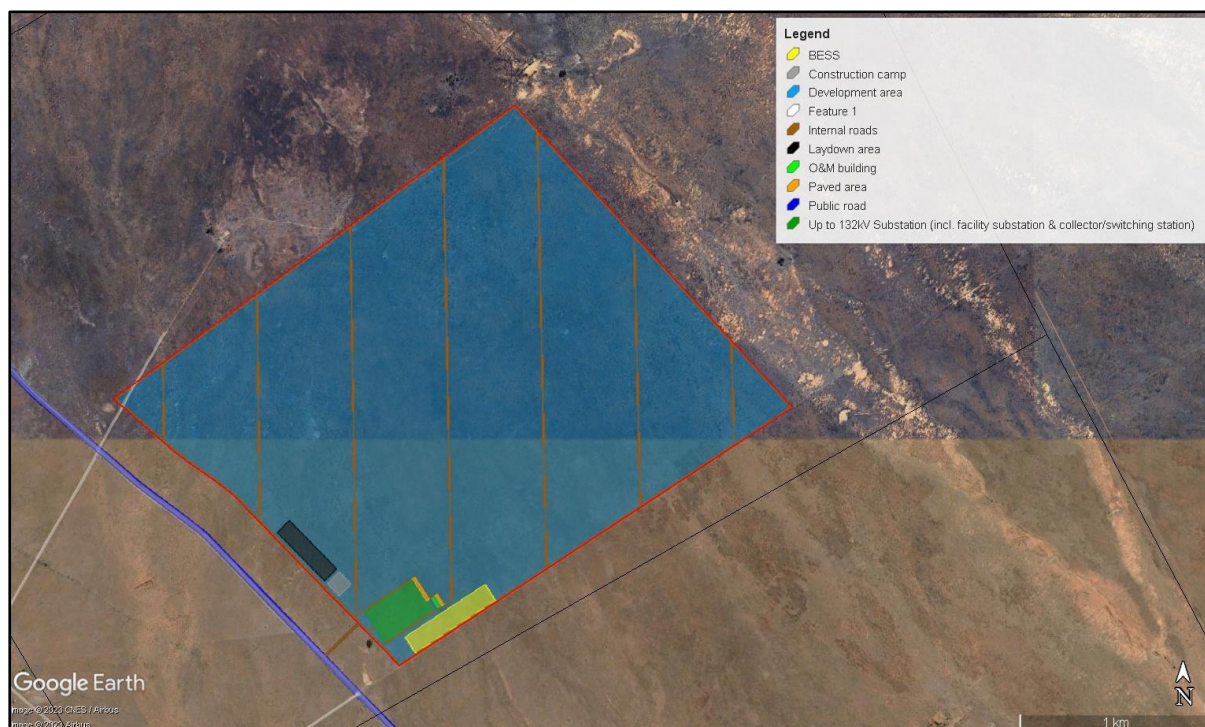 Legend
BESS
Construction camp
Development area
Feature 1
Internal roads
Laydown area
O&M building
Paved area
Public road
Up to 132kV Substation (incl. facility substation & collector/switching station)
Google Earth
Image © 2023 CNES / Airbus
Image © 2023 Airbus
N
1 km